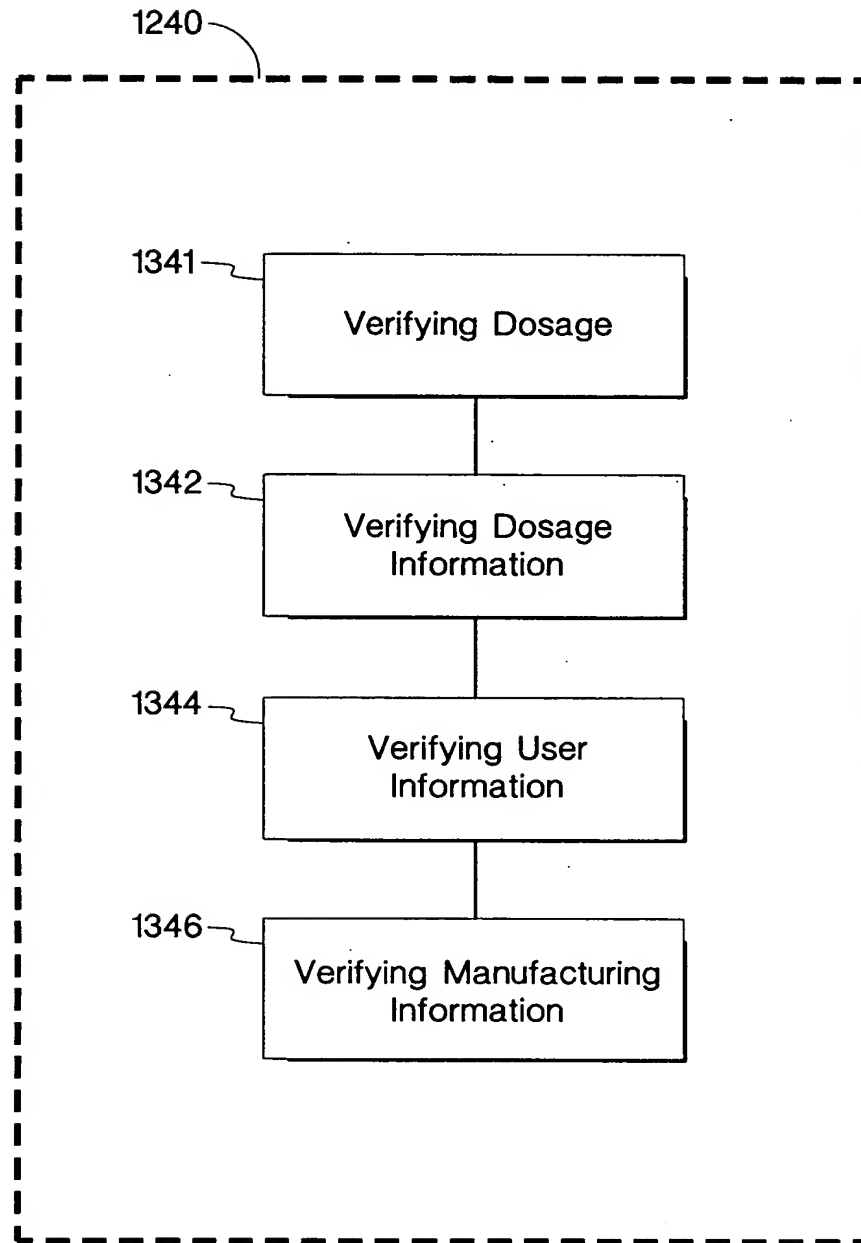 1240
1341
Verifying Dosage
1342
Verifying Dosage
Information
1344
Verifying User
Information
1346
Verifying Manufacturing
Information